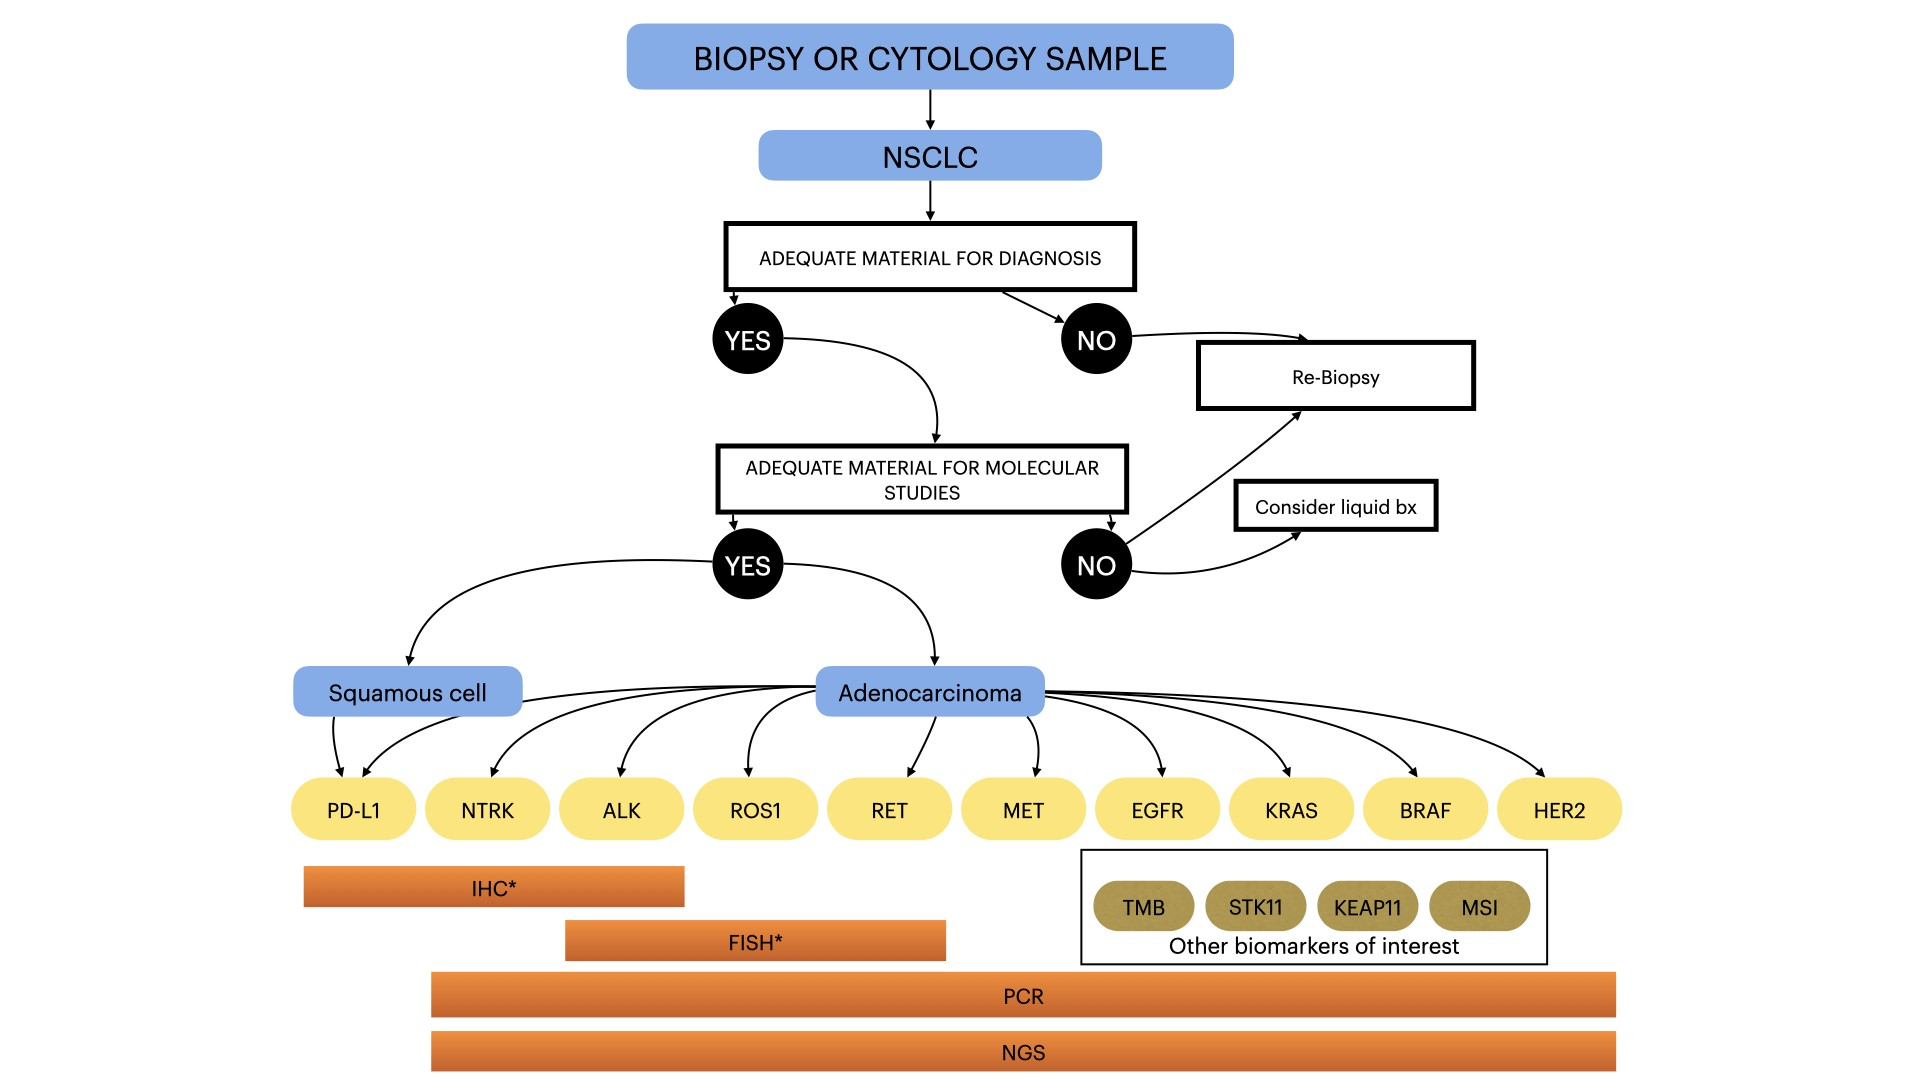 BIOPSY OR CYTOLOGY SAMPLE
NSCLC
ADEQUATE MATERIAL FOR DIAGNOSIS
YES
NO
Re-Biopsy
ADEQUATE MATERIAL FOR MOLECULAR
STUDIES
Consider liquid bx
YES
NO
Squamous cell
Adenocarcinoma
PD-L1
NTRK
ALK
ROS1
RET
MET
EGFR
KRAS
BRAF
HER2
IHC*
TMB
STK11
KEAP11
MSI
Other biomarkers of interest
FISH*
PCR
NGS